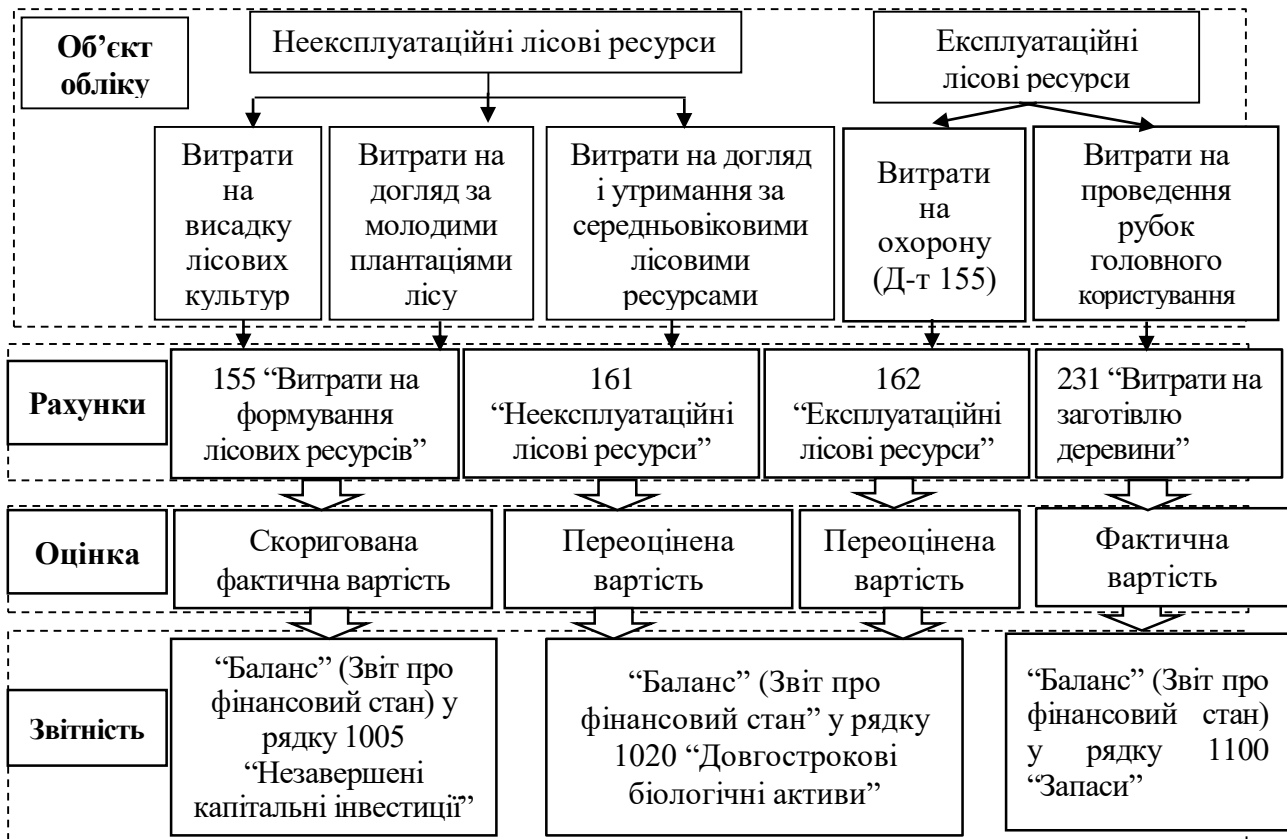 Об’єкт
обліку
Неексплуатаційні лісові ресурси
Експлуатаційні
лісові ресурси
Витрати
на
висадку
лісових
культур
Витрати на
догляд за
молодими
плантаціями
лісу
Витрати на догляд
і утримання за
середньовіковими
лісовими
ресурсами
Витрати
на
охорону
(Д-т 155)
Витрати на
проведення
рубок
головного
користування
Рахунки
155 “Витрати на
формування
лісових ресурсів”
161
“Неексплуатаційні
лісові ресурси”
162
“Експлуатаційні
лісові ресурси”
231 “Витрати на
заготівлю
деревини”
Оцінка
Скоригована
фактична вартість
Переоцінена
вартість
Переоцінена
вартість
Фактична
вартість
Звітність
“Баланс” (Звіт про
фінансовий стан) у
рядку 1005
“Незавершені
капітальні інвестиції”
“Баланс” (Звіт про
фінансовий стан” у рядку
1020 “Довгострокові
біологічні активи”
“Баланс” (Звіт про
фінансовий стан)
у рядку 1100
“Запаси”